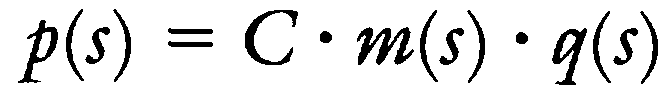 p(s) = C · m(s) · q(s)